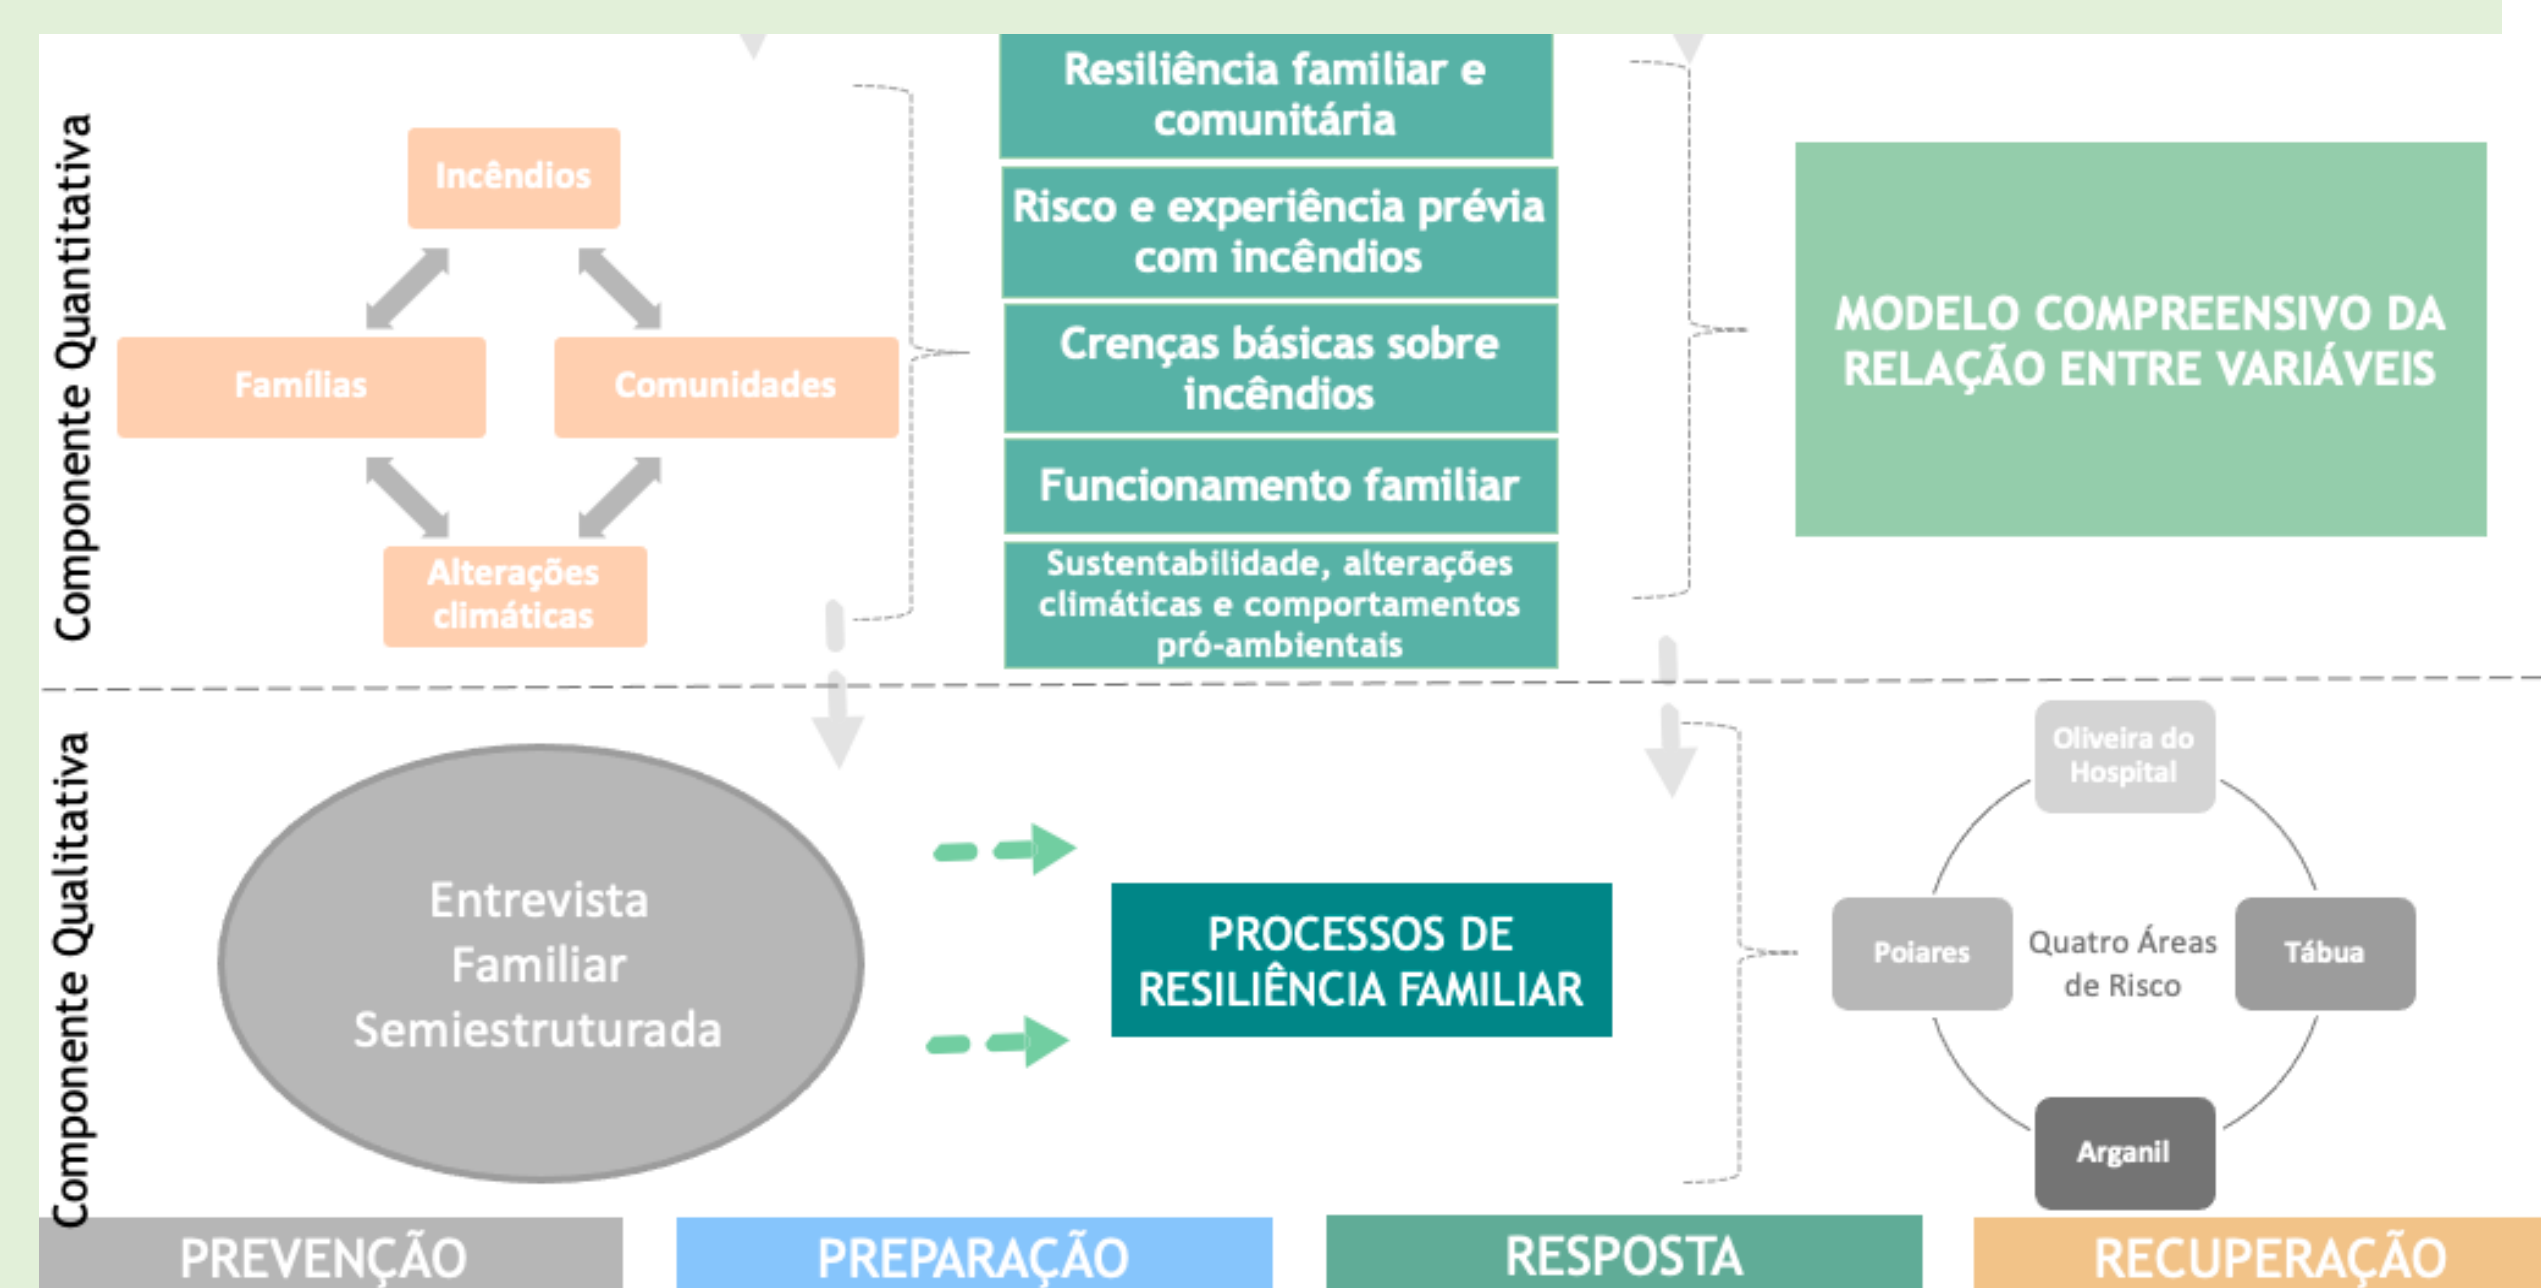 Componente Quantitativa
Incêndios
Famílias
Comunidades
Alterações
climáticas
Resiliência familiar e
comunitária
Risco e experiência prévia
com incêndios
Crenças básicas sobre
incêndios
Funcionamento familiar
Sustentabilidade, alterações
climáticas e comportamentos
pró-ambientais
MODELO COMPREENSIVO DA
RELAÇÃO ENTRE VARIÁVEIS
Componente Qualitativa
Entrevista
Familiar
Semiestruturada
PROCESSOS DE
RESILIÊNCIA FAMILIAR
Oliveira do
Hospital
Poiares
Quatro Áreas
de Risco
Tábua
Arganil
PREVENÇÃO
PREPARAÇÃO
RESPOSTA
RECUPERAÇÃO